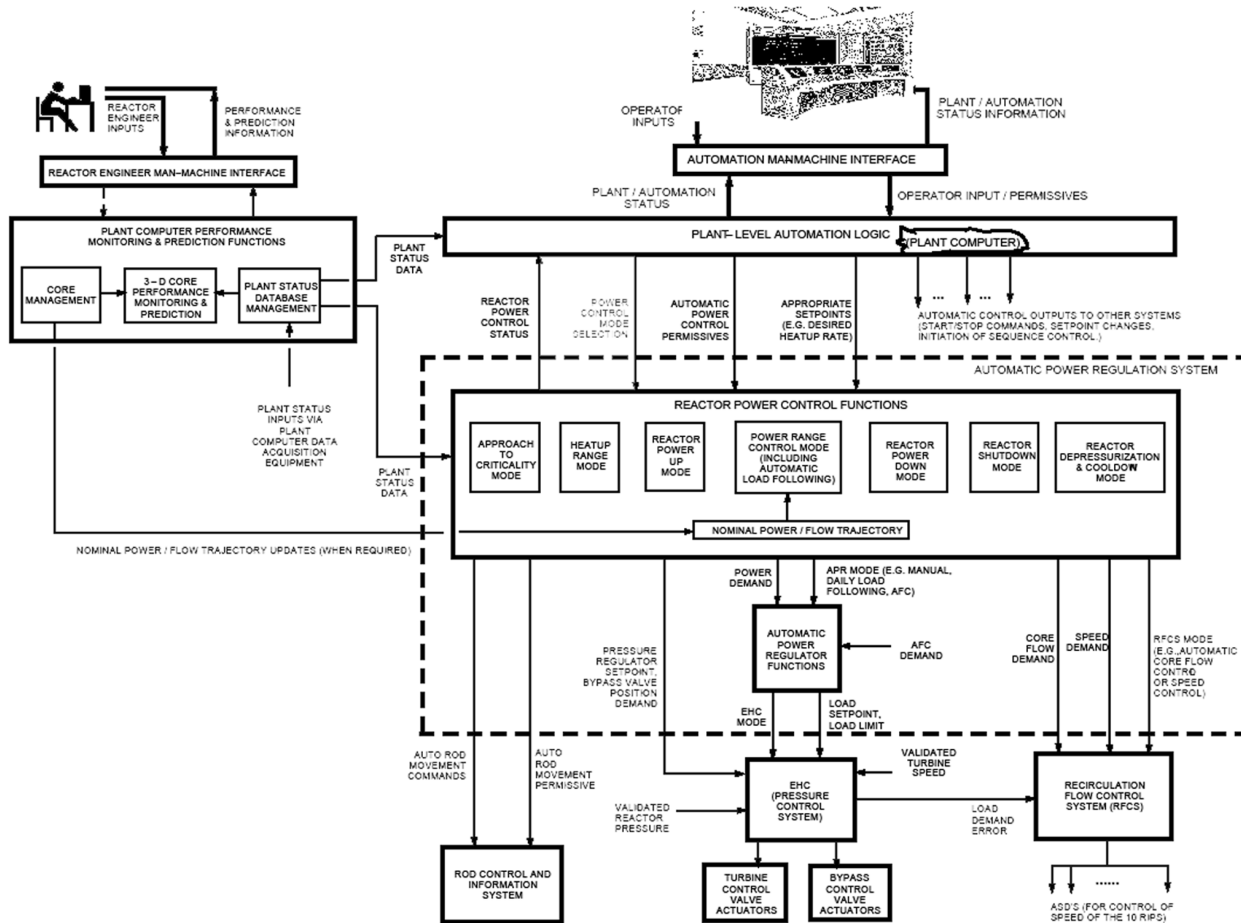 REACTOR
ENGINEER
INPUTS
PERFORMANCE
& PREDICTION
INFORMATION
OPERATOR
INPUTS
PLANT / AUTOMATION
STATUS INFORMATION
REACTOR ENGINEER MAN–MACHINE INTERFACE
AUTOMATION MAN–MACHINE INTERFACE
PLANT / AUTOMATION
STATUS
OPERATOR INPUT / PERMISSIVES
PLANT COMPUTER PERFORMANCE
MONITORING & PREDICTION FUNCTIONS
CORE
MANAGEMENT
3–D CORE
PERFORMANCE
MONITORING &
PREDICTION
PLANT STATUS
DATABASE
MANAGEMENT
PLANT
STATUS
DATA
PLANT–LEVEL AUTOMATION LOGIC
(PLANT COMPUTER)
REACTOR
POWER
CONTROL
STATUS
POWER
CONTROL
MODE
SELECTION
AUTOMATIC
POWER
CONTROL
PERMISSIVES
APPROPRIATE
SETPOINTS
(E.G. DESIRED
HEATUP RATE)
...
...
AUTOMATIC CONTROL OUTPUTS TO OTHER SYSTEMS
(START/STOP COMMANDS, SETPOINT CHANGES,
INITIATION OF SEQUENCE CONTROL.)
AUTOMATIC POWER REGULATION SYSTEM
PLANT STATUS
INPUTS VIA
PLANT
COMPUTER DATA
ACQUISITION
EQUIPMENT
PLANT
STATUS
DATA
REACTOR POWER CONTROL FUNCTIONS
APPROACH
TO
CRITICALITY
MODE
HEATUP
RANGE
MODE
REACTOR
POWER
UP MODE
POWER RANGE
CONTROL MODE
(INCLUDING
AUTOMATIC
LOAD FOLLOWING)
REACTOR
POWER
DOWN
MODE
REACTOR
SHUTDOWN
MODE
REACTOR
DEPRESSURIZATION
& COOLDOW
MODE
NOMINAL POWER / FLOW TRAJECTORY
NOMINAL POWER / FLOW TRAJECTORY UPDATES (WHEN REQUIRED)
POWER
DEMAND
APR MODE (E.G. MANUAL,
DAILY LOAD
FOLLOWING, AFC)
AUTOMATIC
POWER
REGULATOR
FUNCTIONS
AFC
DEMAND
PRESSURE
REGULATOR
SETPOINT,
BYPASS VALVE
POSITION
DEMAND
CORE
FLOW
DEMAND
SPEED
DEMAND
RFCS MODE
(E.G.,AUTOMATIC
CORE FLOW
CONTROL
OR SPEED
CONTROL)
EHC
MODE
LOAD
SETPOINT,
LOAD LIMIT
AUTO ROD
MOVEMENT
COMMANDS
AUTO
ROD
MOVEMENT
PERMISSIVE
VALIDATED
TURBINE
SPEED
VALIDATED
REACTOR
PRESSURE
EHC
(PRESSURE
CONTROL
SYSTEM)
LOAD
DEMAND
ERROR
RECIRCULATION
FLOW CONTROL
SYSTEM (RFCS)
ROD CONTROL AND
INFORMATION
SYSTEM
TURBINE
CONTROL
VALVE
ACTUATORS
BYPASS
CONTROL
VALVE
ACTUATORS
......
ASD'S (FOR CONTROL OF
SPEED OF THE 10 RIPS)